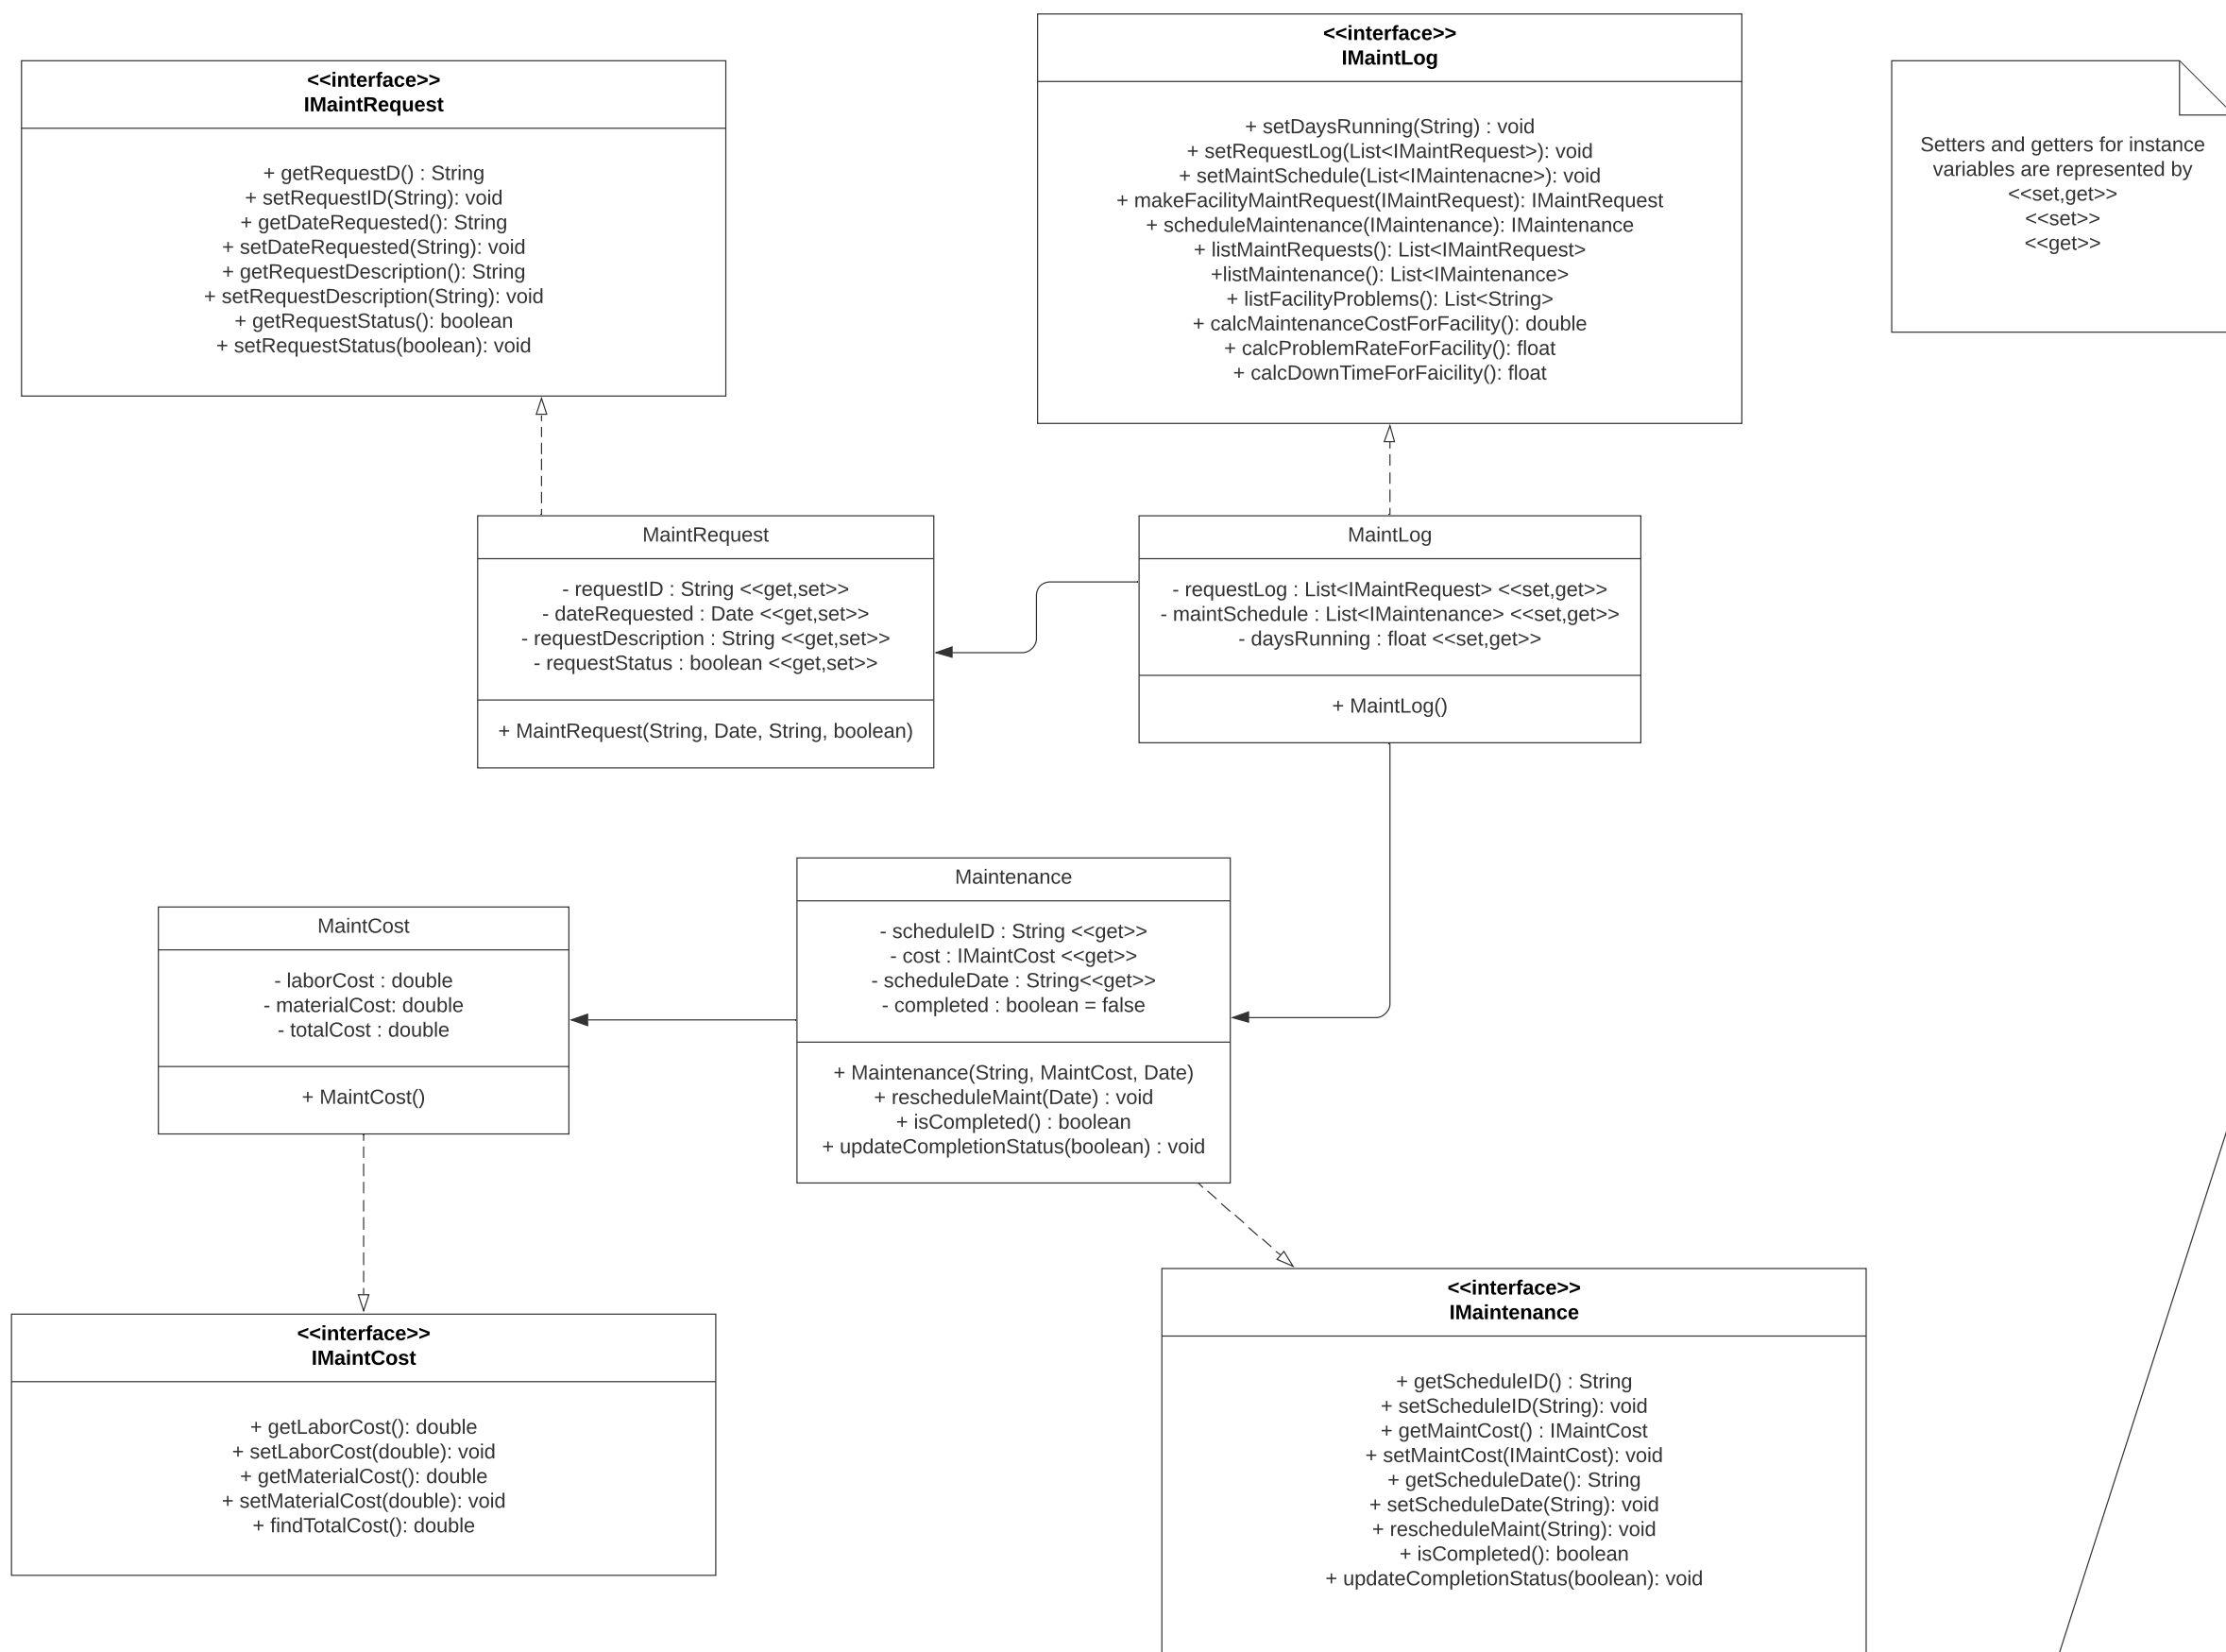 <<interface>>
IMaintRequest
+ getRequestD() : String
+ setRequestID(String): void
+ getDateRequested(): String
+ setDateRequested(String): void
+ getRequestDescription(): String
+ setRequestDescription(String): void
+ getRequestStatus(): boolean
+ setRequestStatus(boolean): void
<<interface>>
IMaintLog
+ setDaysRunning(String) : void
+ setRequestLog(List<IMaintRequest>): void
+ setMaintSchedule(List<IMaintenacne>): void
+ makeFacilityMaintRequest(IMaintRequest): IMaintRequest
+ scheduleMaintenance(IMaintenance): IMaintenance
+ listMaintRequests(): List<IMaintRequest>
+listMaintenance(): List<IMaintenance>
+ listFacilityProblems(): List<String>
+ calcMaintenanceCostForFacility(): double
+ calcProblemRateForFacility(): float
+ calcDownTimeForFaicility(): float
Setters and getters for instance
variables are represented by
<<set,get>>
<<set>>
<<get>>
MaintRequest
- requestID : String <<get,set>>
- dateRequested : Date <<get,set>>
- requestDescription : String <<get,set>>
- requestStatus : boolean <<get,set>>
+ MaintRequest(String, Date, String, boolean)
MaintLog
- requestLog : List<IMaintRequest> <<set,get>>
- maintSchedule : List<IMaintenance> <<set,get>>
- daysRunning : float <<set,get>>
+ MaintLog()
MaintCost
- laborCost : double
- materialCost: double
- totalCost : double
+ MaintCost()
Maintenance
- scheduleID : String <<get>>
- cost : IMaintCost <<get>>
- scheduleDate : String<<get>>
- completed : boolean = false
+ Maintenance(String, MaintCost, Date)
+ rescheduleMaint(Date) : void
+ isCompleted() : boolean
+ updateCompletionStatus(boolean) : void
<<interface>>
IMaintCost
+ getLaborCost(): double
+ setLaborCost(double): void
+ getMaterialCost(): double
+ setMaterialCost(double): void
+ findTotalCost(): double
<<interface>>
IMaintenance
+ getScheduleID() : String
+ setScheduleID(String): void
+ getMaintCost() : IMaintCost
+ setMaintCost(IMaintCost): void
+ getScheduleDate(): String
+ setScheduleDate(String): void
+ rescheduleMaint(String): void
+ isCompleted(): boolean
+ updateCompletionStatus(boolean): void